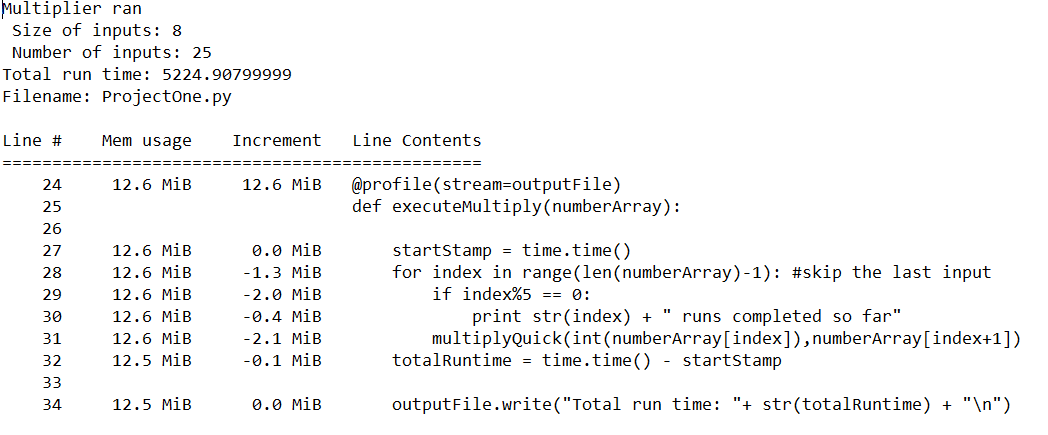 Multiplier ran
 Size of inputs: 8
 Number of inputs: 25
Total run time: 5224.90799999
Filename: ProjectOne.py

Line #    Mem usage    Increment   Line Contents
================================================
    24     12.6 MiB     12.6 MiB   @profile(stream=outputFile)
    25                             def executeMultiply(numberArray):
    26
    27     12.6 MiB      0.0 MiB       startStamp = time.time()
    28     12.6 MiB     -1.3 MiB       for index in range(len(numberArray)-1): #skip the last input
    29     12.6 MiB     -2.0 MiB           if index%5 == 0:
    30     12.6 MiB     -0.4 MiB               print str(index) + " runs completed so far"
    31     12.6 MiB     -2.1 MiB           multiplyQuick(int(numberArray[index]),numberArray[index+1])
    32     12.5 MiB     -0.1 MiB       totalRuntime = time.time() - startStamp
    33
    34     12.5 MiB      0.0 MiB       outputFile.write("Total run time: "+ str(totalRuntime) + "\n")